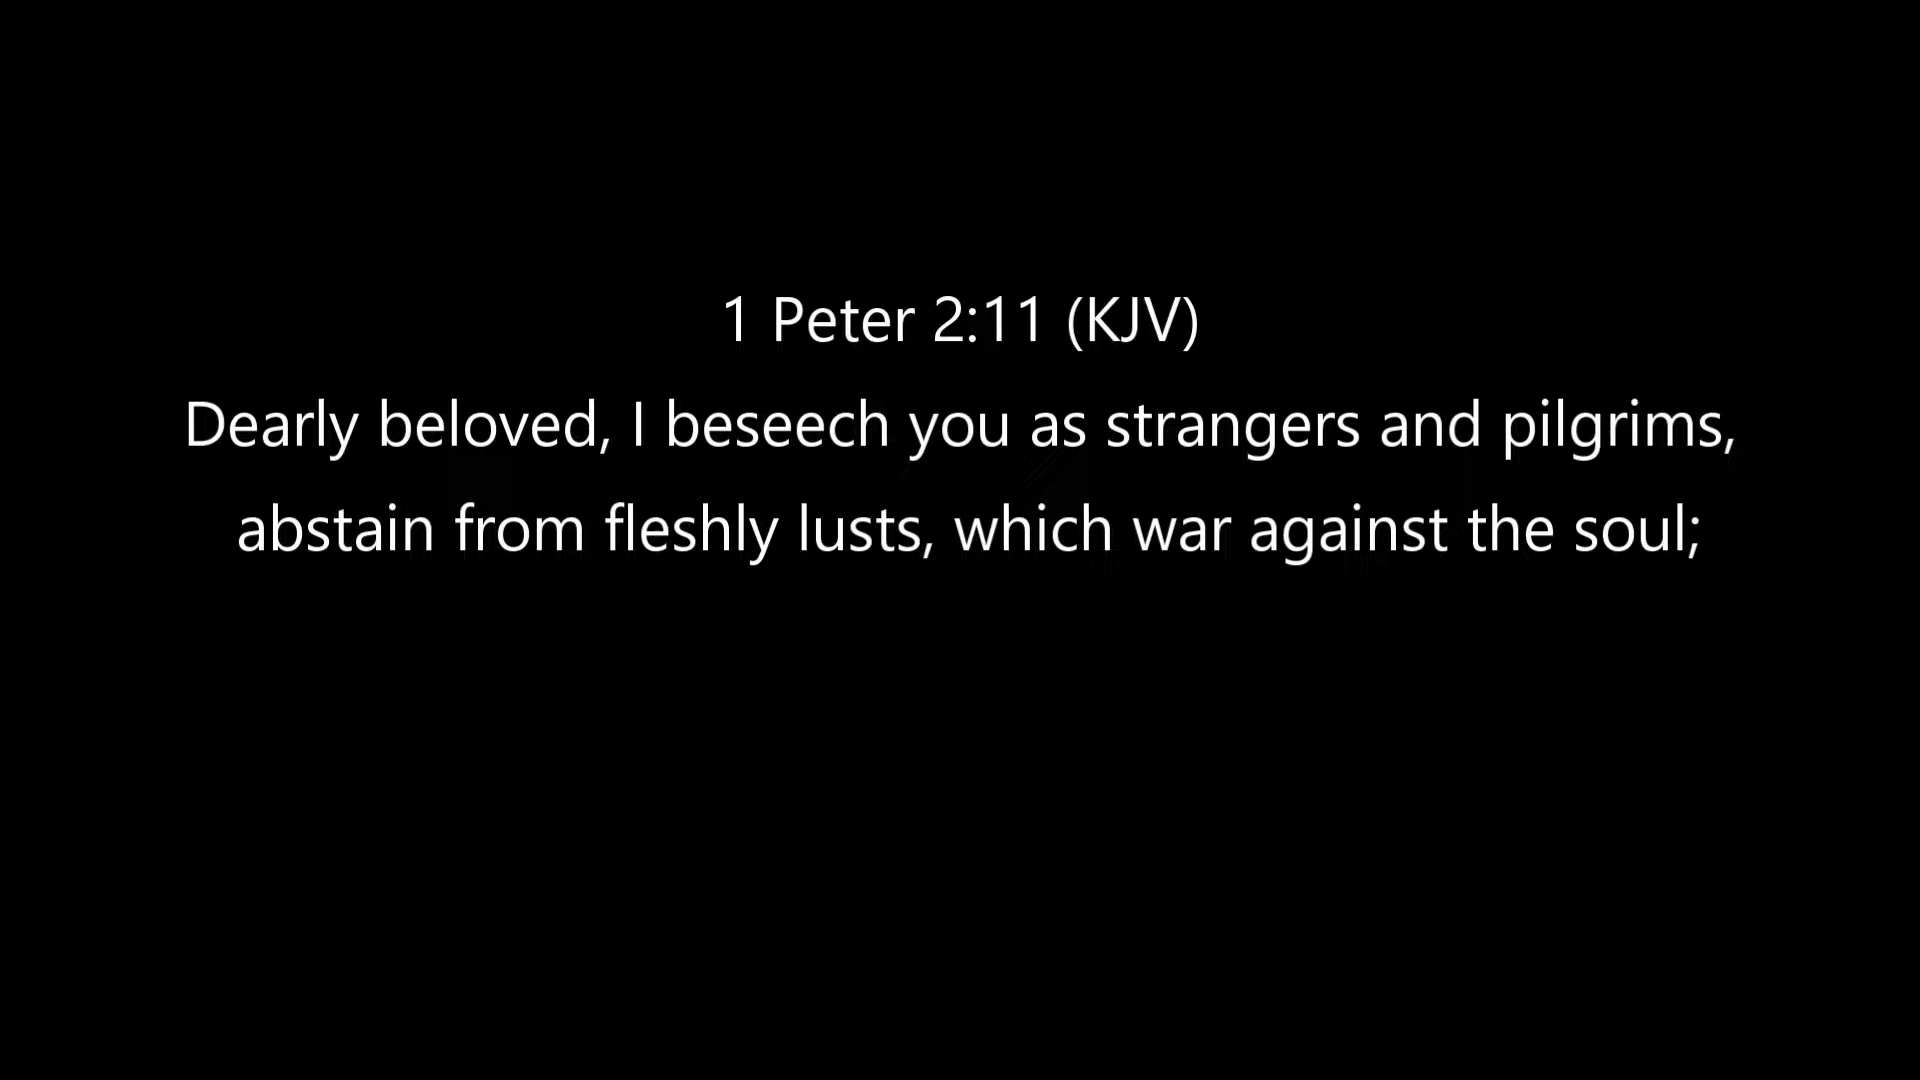 1 Peter 2:11 (KJV)
Dearly beloved, I beseech you as strangers and pilgrims,
abstain from fleshly lusts, which war against the soul;